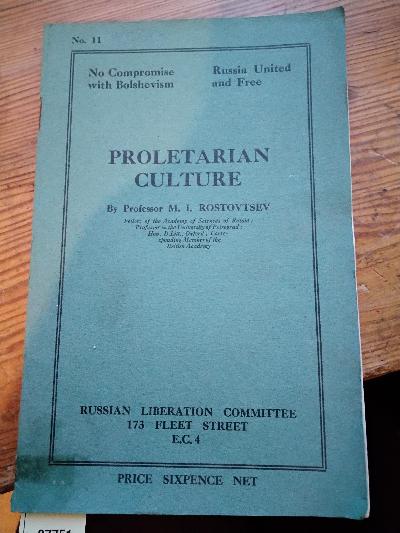 No. 11
No Compromise with Bolshevism
Russia United and Free
PROLETARIAN
CULTURE
By Professor M. I. ROSTOVTSEV
Fellow of the Academy of Sciences of Russia;
Professor in the University of Petrograd;
Hon. D.Litt., Oxford; Corre-
sponding Member of the
British Academy
RUSSIAN LIBERATION COMMITTEE
173 FLEET STREET
E.C. 4
PRICE SIXPENCE NET